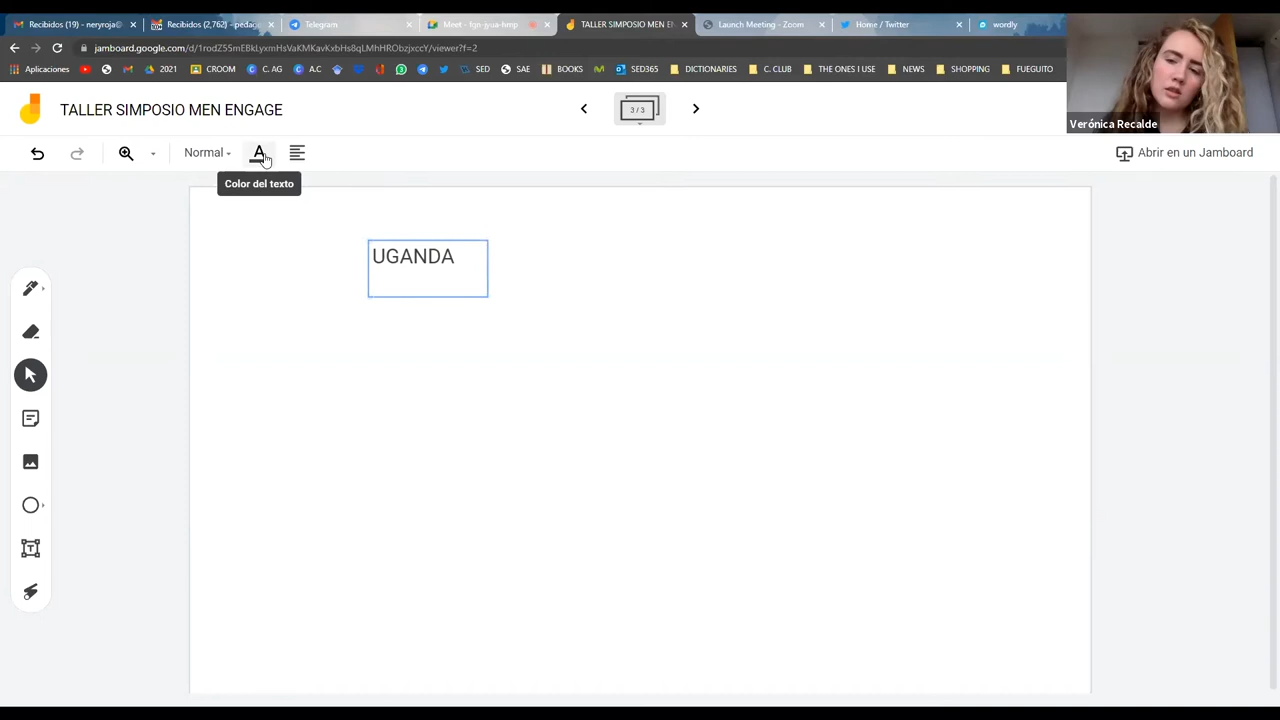 Recibidos (19) - neryroja@
Recibidos (2,762) - pedag
Telegram
Meet - fgn-jyua-hmp
TALLER SIMPOSIO MEN EN
Launch Meeting - Zoom
Home / Twitter
wordly
jamboard.google.com/d/1rodZ55mEBkLyxmHsVaKMKavKxbHs8qLMhHRObzjxccY/viewer?f=2
Aplicaciones
2021
CROOM
C. AG
A.C
SED
SAE
BOOKS
SED365
DICTIONARIES
C. CLUB
THE ONES I USE
NEWS
SHOPPING
FUEGUITO
Verónica Recalde
TALLER SIMPOSIO MEN ENGAGE
3 / 3
Normal
A
Abrir en un Jamboard
Color del texto
UGANDA